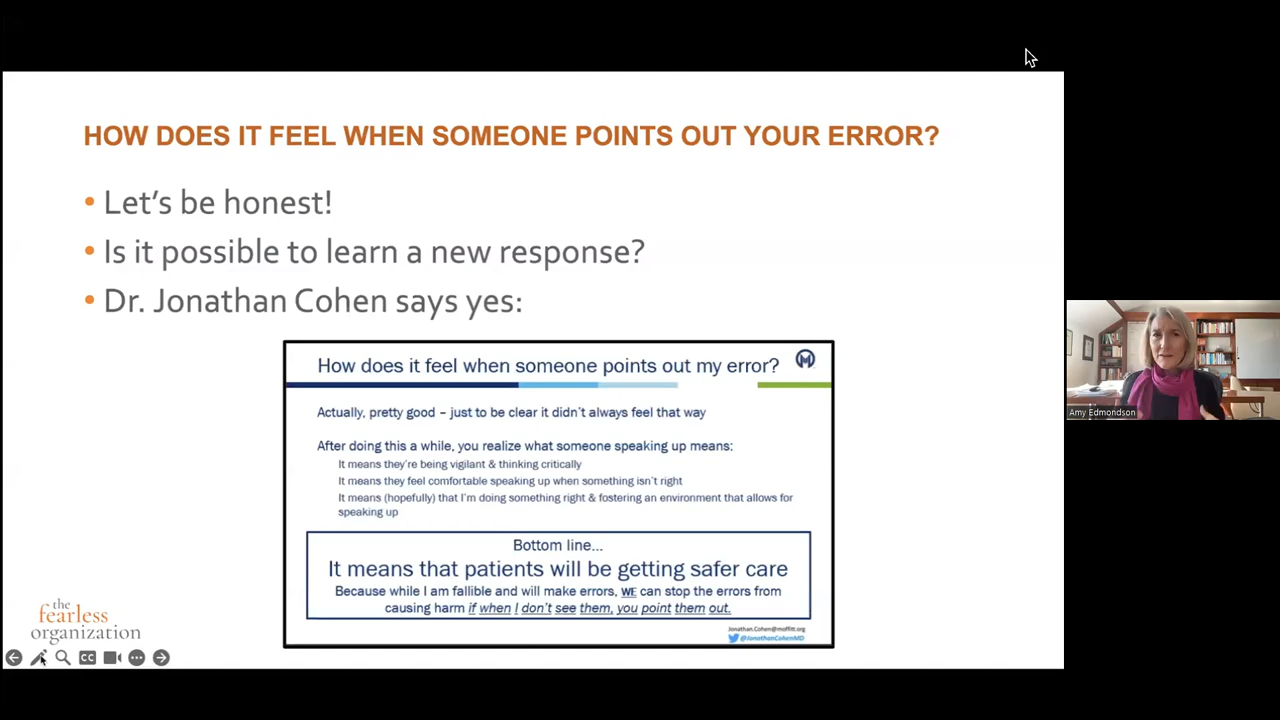 HOW DOES IT FEEL WHEN SOMEONE POINTS OUT YOUR ERROR?
• Let's be honest!
• Is it possible to learn a new response?
• Dr. Jonathan Cohen says yes:
How does it feel when someone points out my error?
M
Actually, pretty good – just to be clear it didn't always feel that way
After doing this a while, you realize what someone speaking up means:
It means they're being vigilant & thinking critically
It means they feel comfortable speaking up when something isn't right
It means (hopefully) that I'm doing something right & fostering an environment that allows for
speaking up
Bottom line...
It means that patients will be getting safer care
Because while I am fallible and will make errors, WE can stop the errors from
causing harm if when I don't see them, you point them out.
Jonathan.Cohen@moffitt.org
@JonathanCohenMD
the
fearless
organization
CC
Amy Edmondson